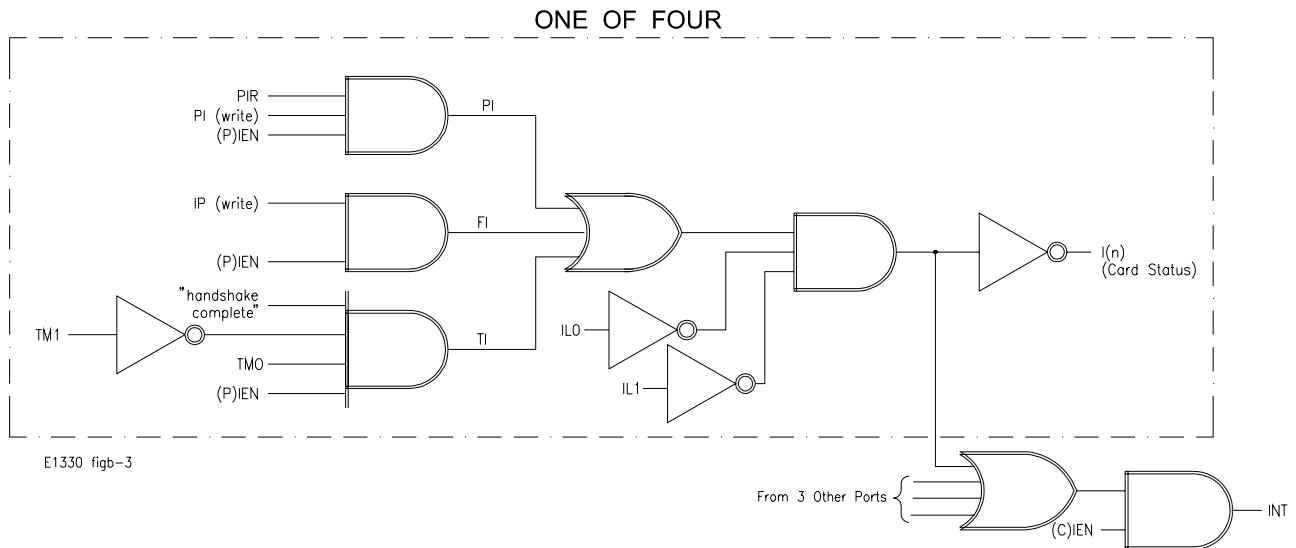 ONE OF FOUR
PIR
PI (write)
(P)IEN
PI
IP (write)
(P)IEN
FI
"handshake
complete"
TM1
TM0
(P)IEN
TI
IL0
IL1
I(n)
(Card Status)
E1330 figb-3
From 3 Other Ports
(C)IEN
INT